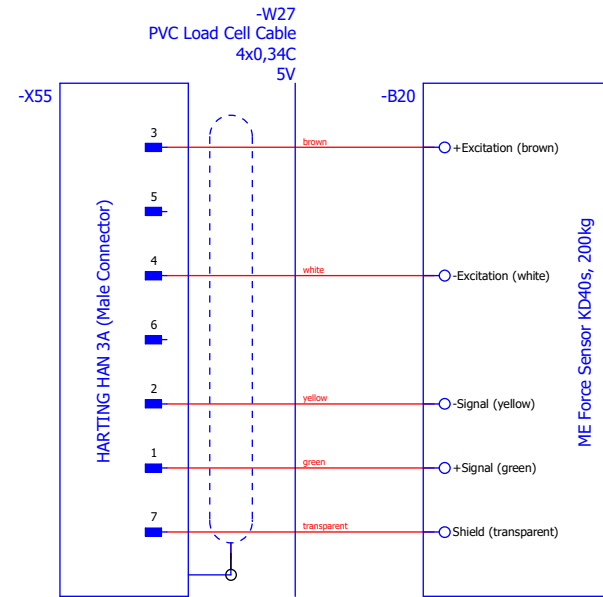 -W27
PVC Load Cell Cable
4x0,34C
5V
-X55
-B20
3
brown
+Excitation (brown)
5
4
white
-Excitation (white)
6
2
yellow
-Signal (yellow)
1
green
+Signal (green)
7
transparent
Shield (transparent)
HARTING HAN 3A (Male Connector)
ME Force Sensor KD40s, 200kg